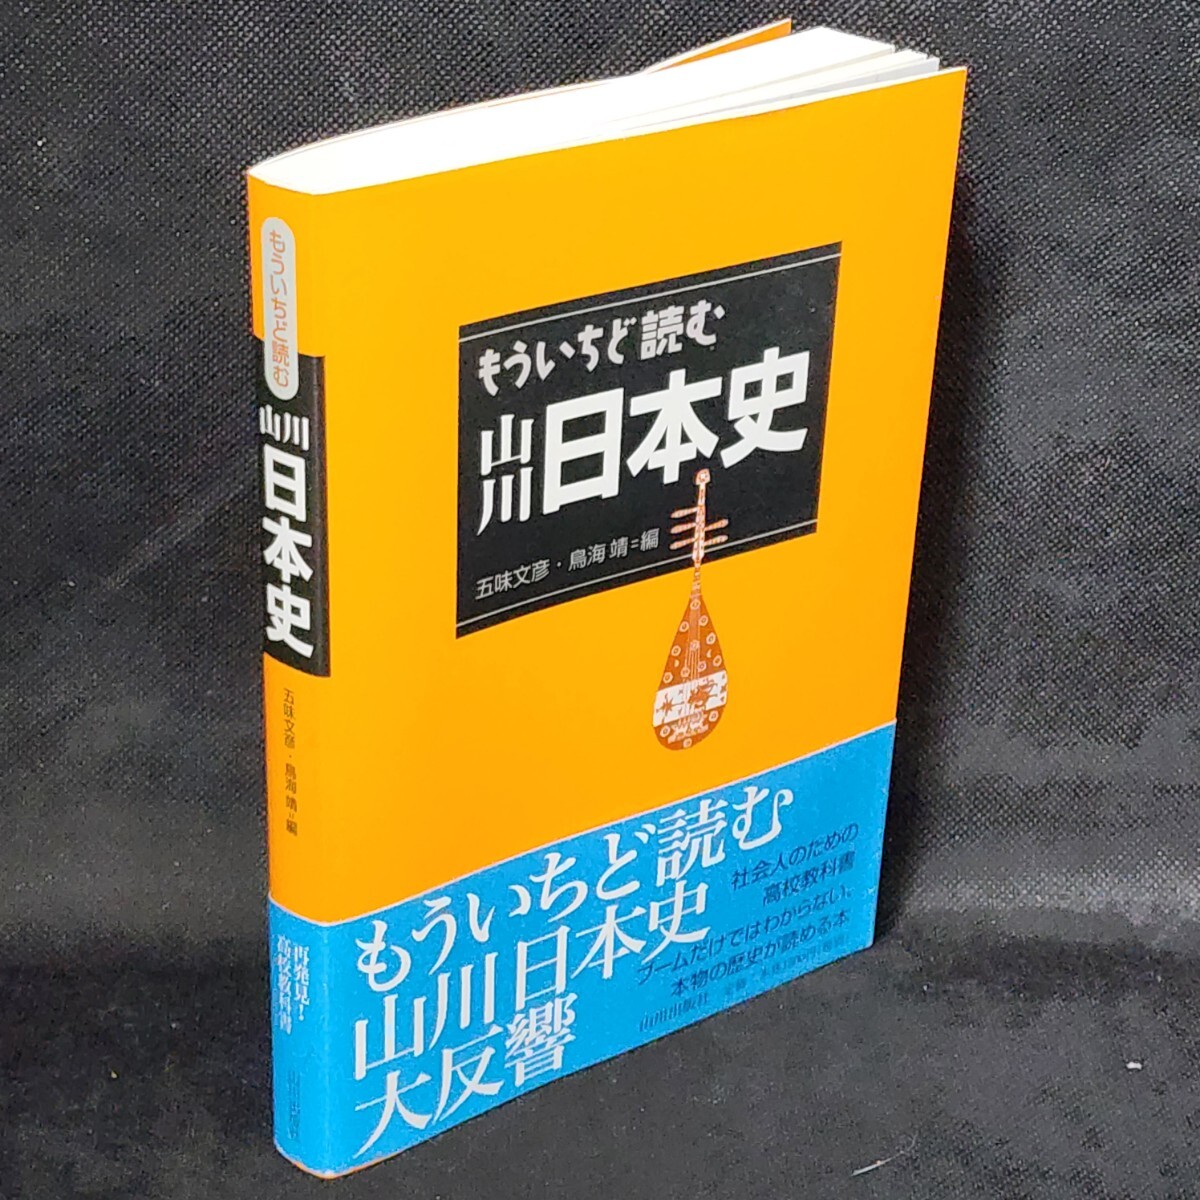 もういちど読む
山川
日本史
五味文彦・鳥海 靖=編
もういちど読む
山川
日本史
五味文彦・鳥海 靖=編
もういちど読む
山川日本史
大反響
社会人のための
高校教科書
ブームだけではわからない、
本物の歴史が読める本
山川出版社
再発見!
高校教科書